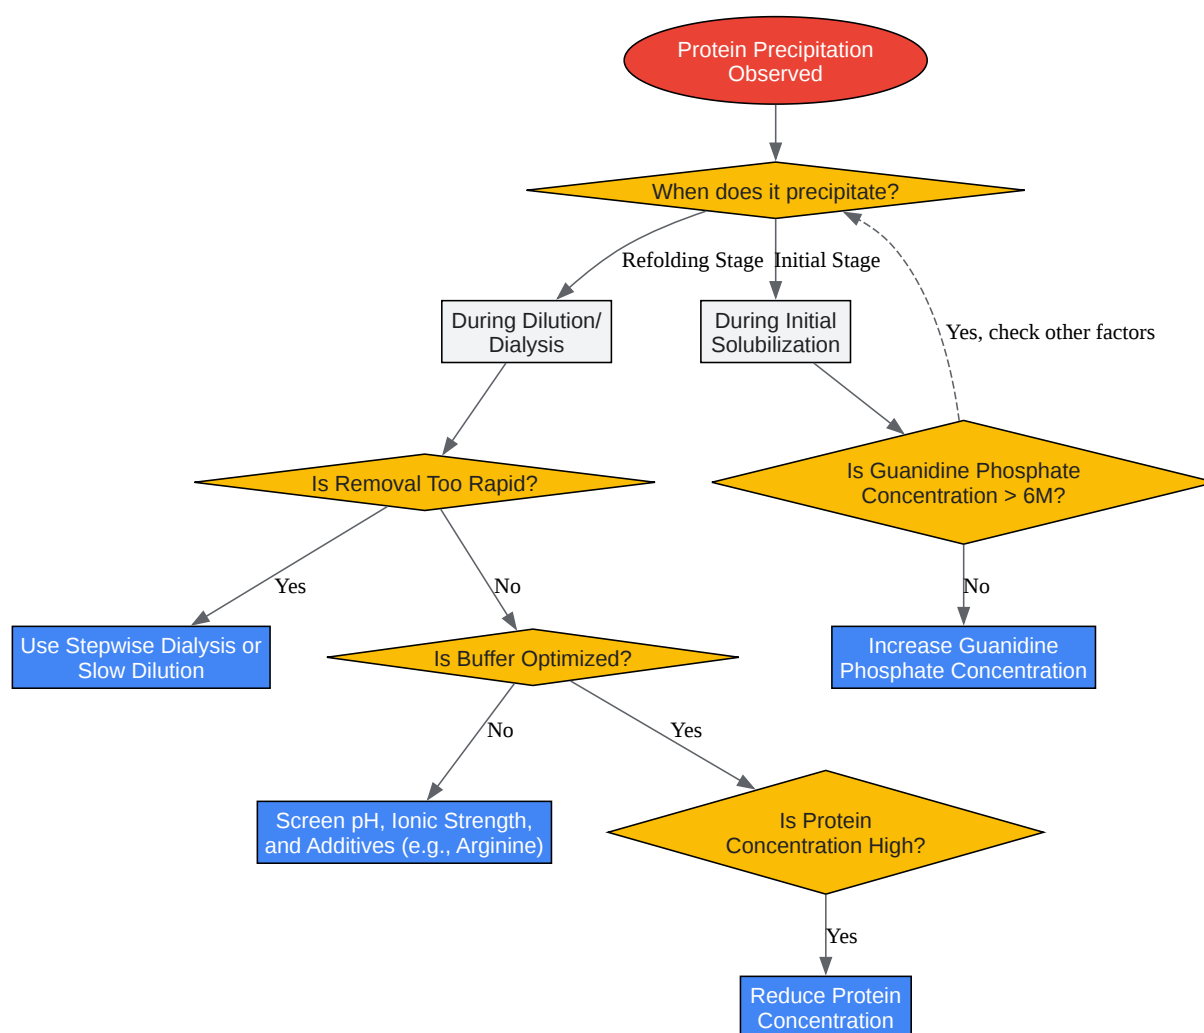 Protein Precipitation
Observed
When does it precipitate?
Refolding Stage
Initial Stage
During Dilution/
Dialysis
During Initial
Solubilization
Yes, check other factors
Is Removal Too Rapid?
Is Guanidine Phosphate
Concentration > 6M?
Yes
No
No
Use Stepwise Dialysis or
Slow Dilution
Is Buffer Optimized?
Increase Guanidine
Phosphate Concentration
No
Yes
Screen pH, Ionic Strength,
and Additives (e.g., Arginine)
Is Protein
Concentration High?
Yes
Reduce Protein
Concentration